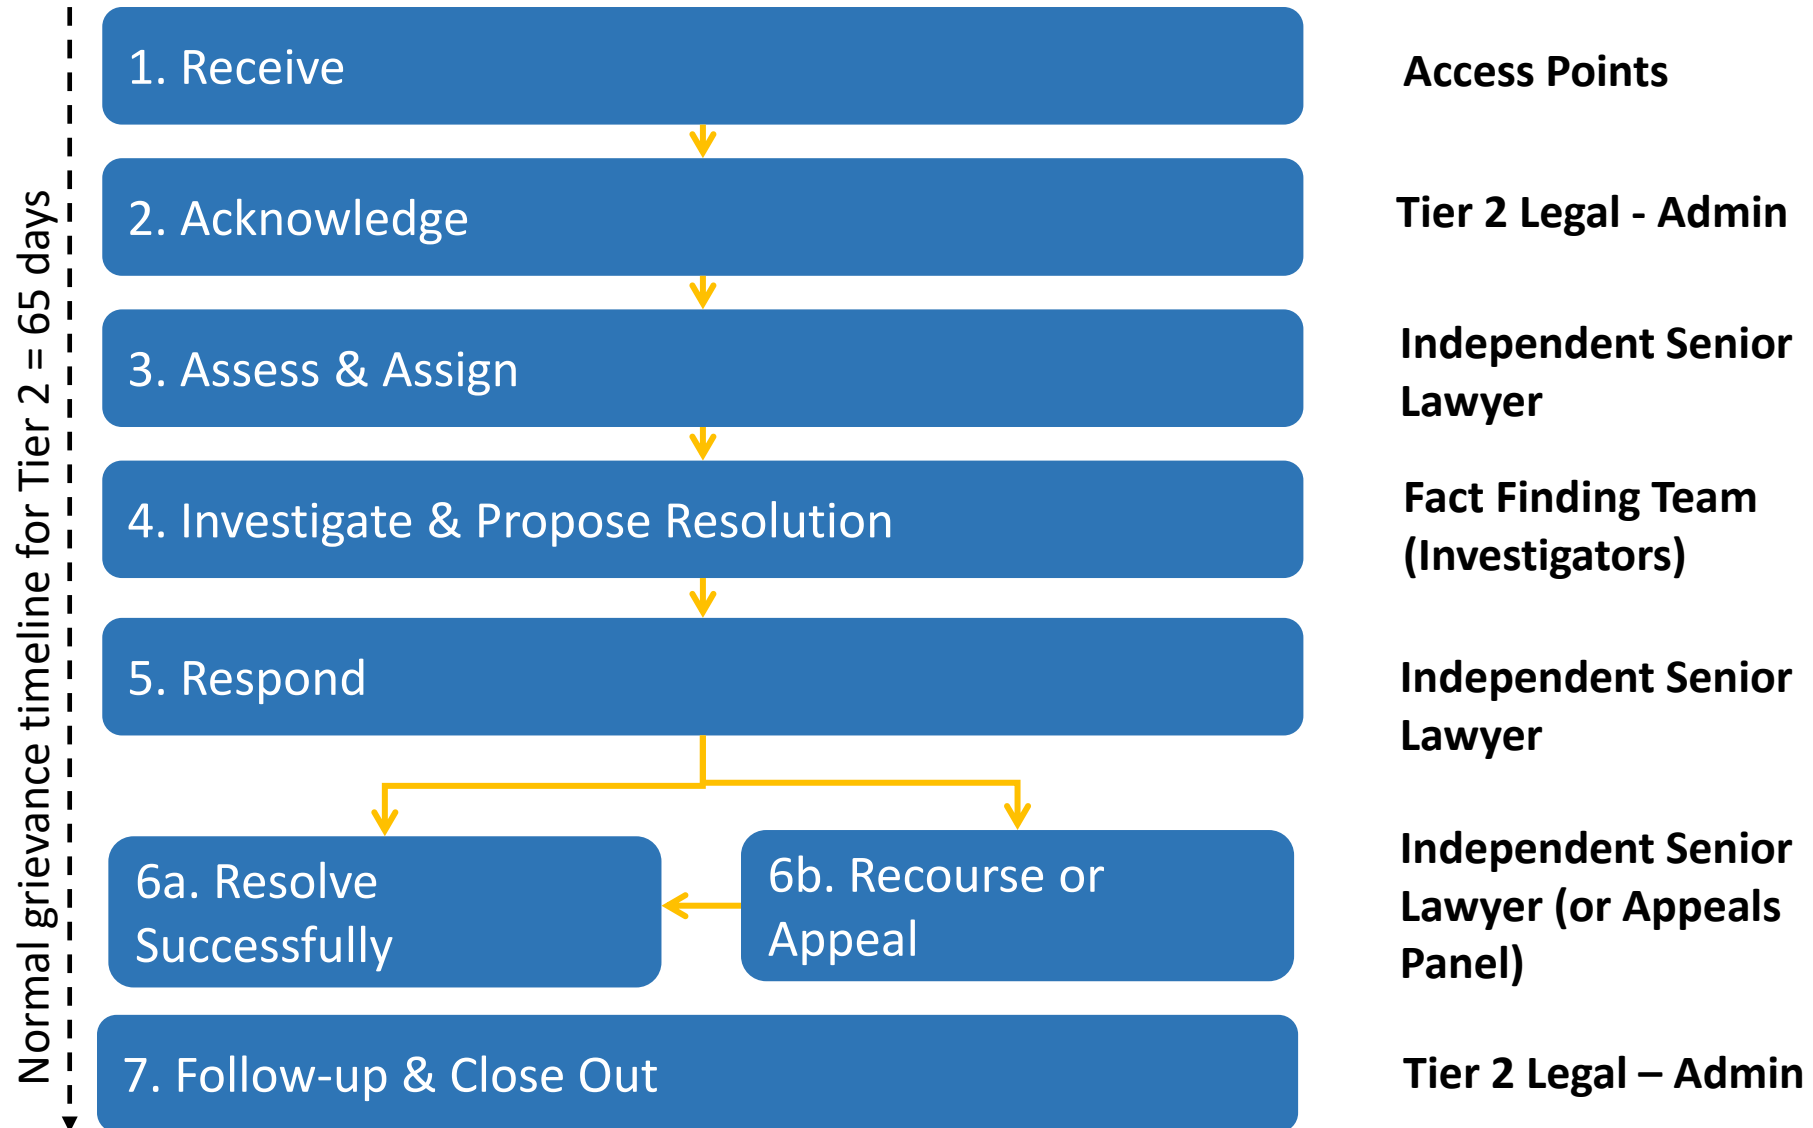 Normal grievance timeline for Tier 2 = 65 days
1. Receive
Access Points
2. Acknowledge
Tier 2 Legal - Admin
3. Assess & Assign
Independent Senior
Lawyer
4. Investigate & Propose Resolution
Fact Finding Team
(Investigators)
5. Respond
Independent Senior
Lawyer
6a. Resolve
Successfully
6b. Recourse or
Appeal
Independent Senior
Lawyer (or Appeals
Panel)
7. Follow-up & Close Out
Tier 2 Legal – Admin